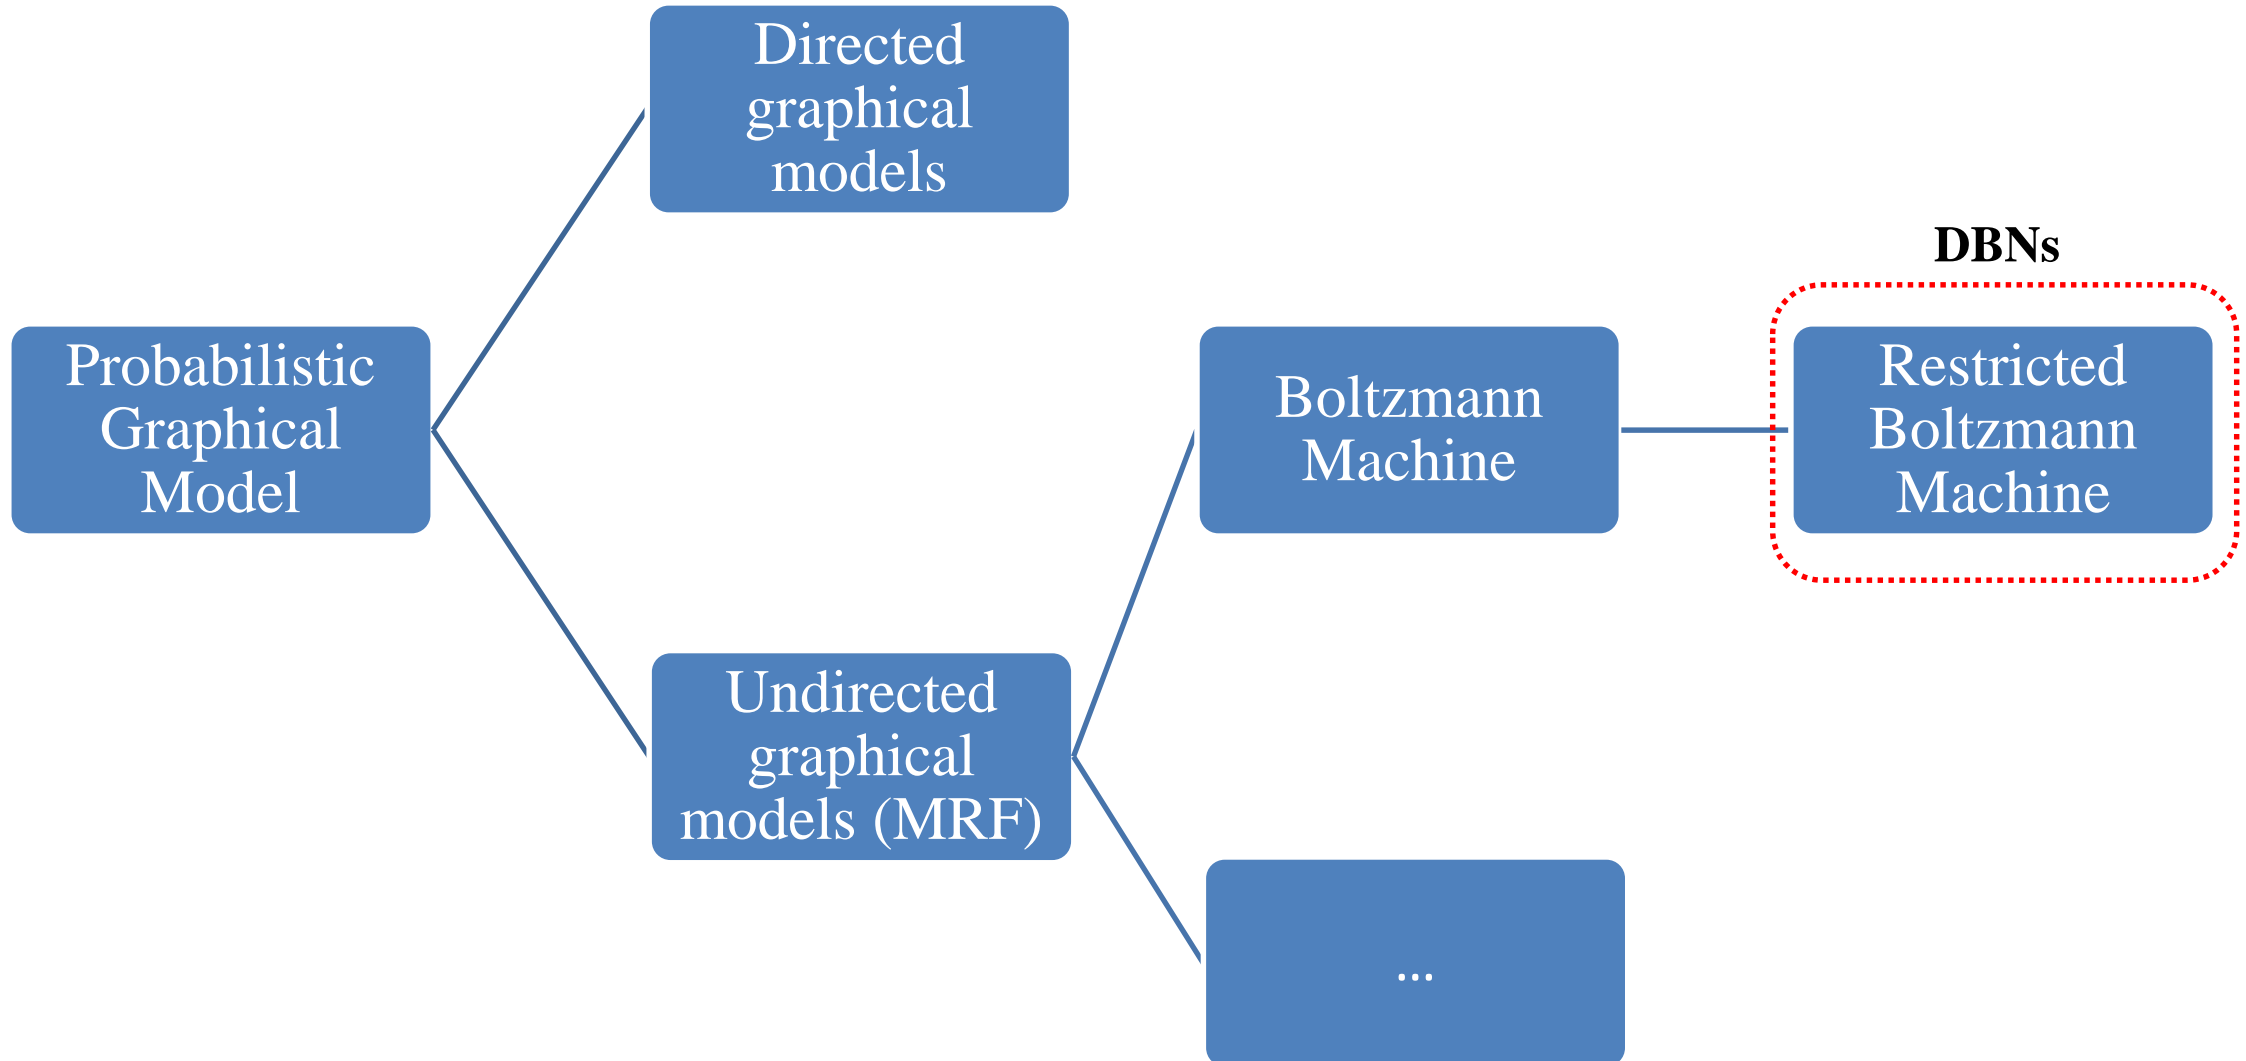 Directed
graphical
models
DBNs
Probabilistic
Graphical
Model
Boltzmann
Machine
Restricted
Boltzmann
Machine
Undirected
graphical
models (MRF)
...